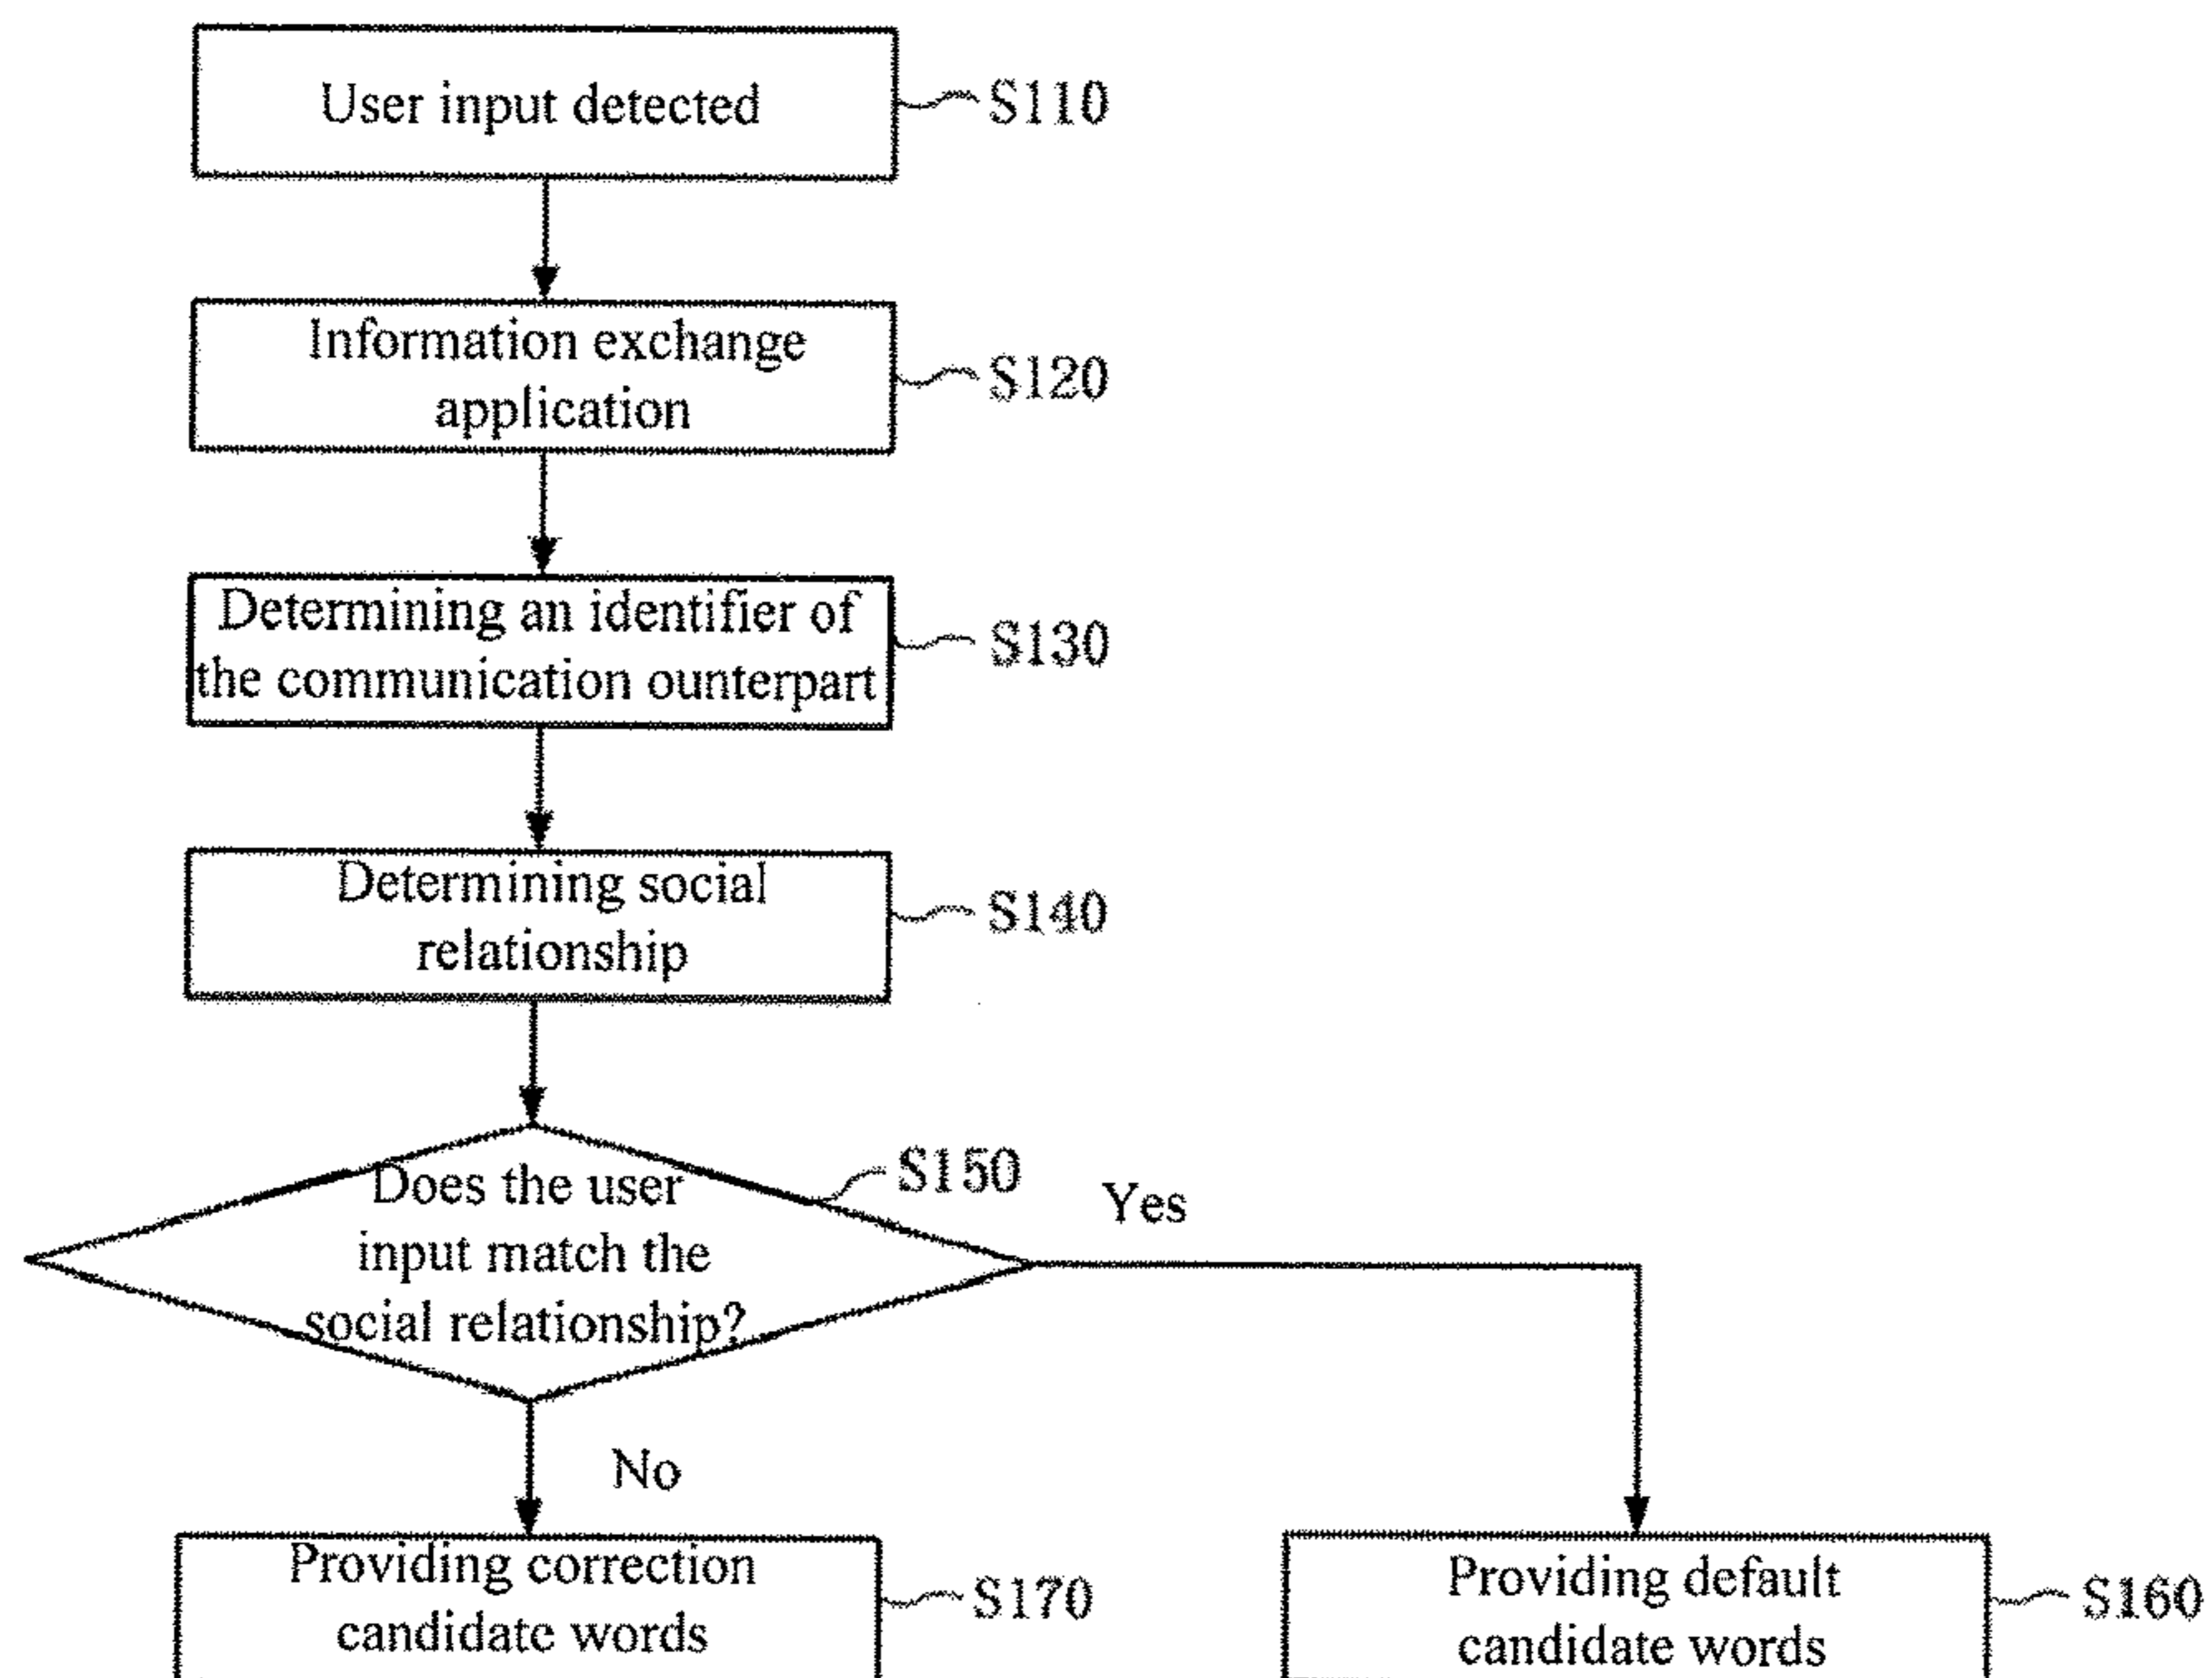 User input detected
S110
Information exchange
application
S120
Determining an identifier of
the communication ounterpart
S130
Determining social
relationship
S140
Does the user
input match the
social relationship?
S150
Yes
No
Providing correction
candidate words
S170
Providing default
candidate words
S160